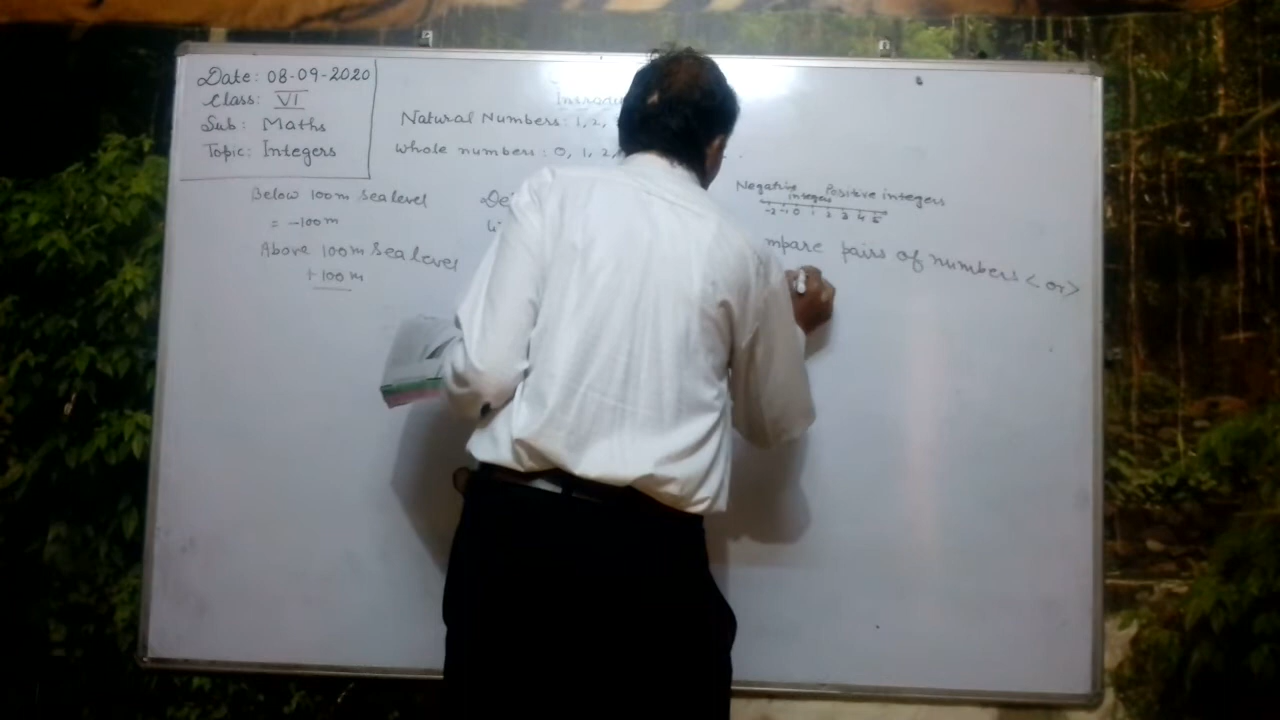 Date: 08-09-2020
Class: VI
Sub: Maths
Topic: Integers
Natural Numbers: 1, 2,
Whole numbers: 0, 1, 2,
Below 100m sea level
= -100m
Above 100m sea level
+100m
Negative integers Positive integers
-2 -1 0 1 2 3 4 5
pairs of numbers < or >